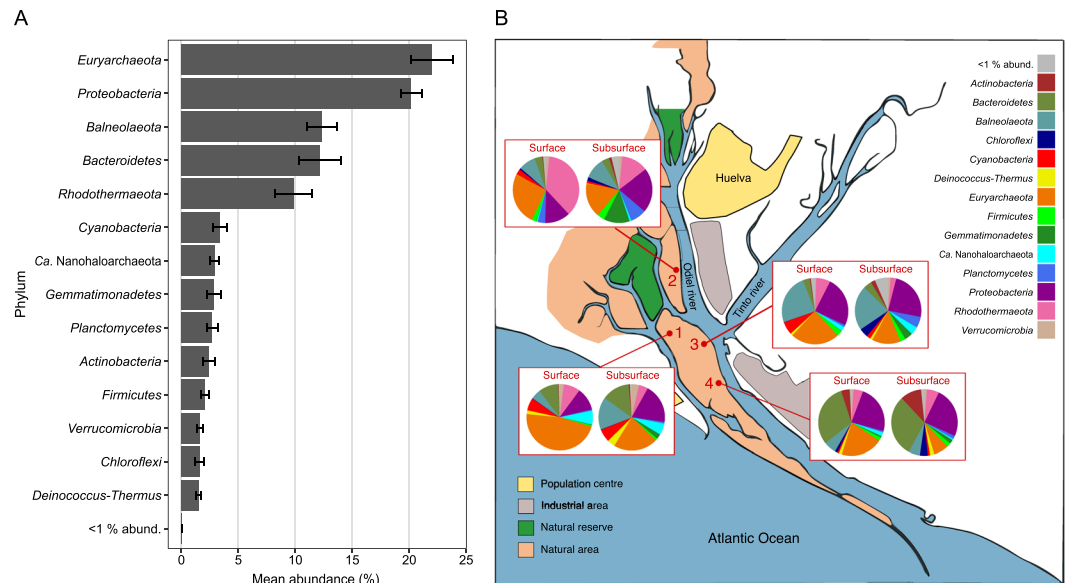 A
Phylum
Euryarchaeota
Proteobacteria
Balneolaeota
Bacteroidetes
Rhodothermaeota
Cyanobacteria
Ca. Nanohaloarchaeota
Gemmatimonadetes
Planctomycetes
Actinobacteria
Firmicutes
Verrucomicrobia
Chloroflexi
Deinococcus-Thermus
<1 % abund.
0 5 10 15 20 25
Mean abundance (%)
B
<1 % abund.
Actinobacteria
Bacteroidetes
Balneolaeota
Chloroflexi
Cyanobacteria
Deinococcus-Thermus
Euryarchaeota
Firmicutes
Gemmatimonadetes
Ca. Nanohaloarchaeota
Planctomycetes
Proteobacteria
Rhodothermaeota
Verrucomicrobia
Surface Subsurface
Huelva
Odiel river
Tinto river
2
Surface Subsurface
1
3
4
Surface Subsurface
Surface Subsurface
Population centre
Industrial area
Natural reserve
Natural area
Atlantic Ocean